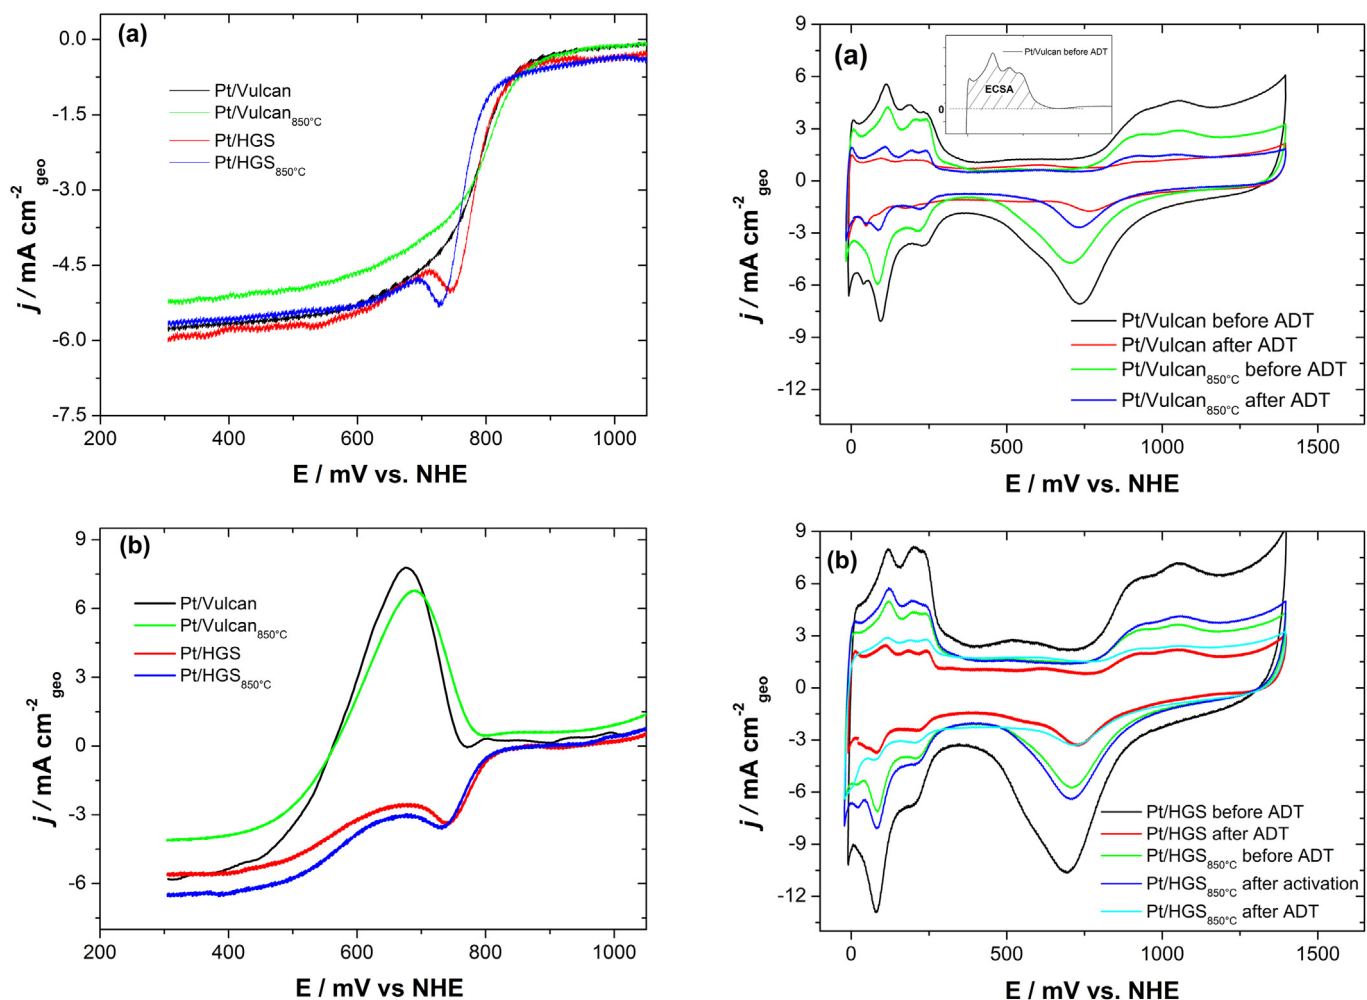 (a)
0.0
-1.5
-3.0
-4.5
-6.0
-7.5
j / mA cm⁻²geo
Pt/Vulcan
Pt/Vulcan850°C
Pt/HGS
Pt/HGS850°C
200 400 600 800 1000
E / mV vs. NHE
(a)
9
6
3
0
-3
-6
-9
-12
j / mA cm⁻²geo
Pt/Vulcan before ADT
ECSA
0
Pt/Vulcan before ADT
Pt/Vulcan after ADT
Pt/Vulcan850°C before ADT
Pt/Vulcan850°C after ADT
0 500 1000 1500
E / mV vs. NHE
(b)
9
6
3
0
-3
-6
j / mA cm⁻²geo
Pt/Vulcan
Pt/Vulcan850°C
Pt/HGS
Pt/HGS850°C
200 400 600 800 1000
E / mV vs NHE
(b)
9
6
3
0
-3
-6
-9
-12
j / mA cm⁻²geo
Pt/HGS before ADT
Pt/HGS after ADT
Pt/HGS850°C before ADT
Pt/HGS850°C after activation
Pt/HGS850°C after ADT
0 500 1000 1500
E / mV vs. NHE